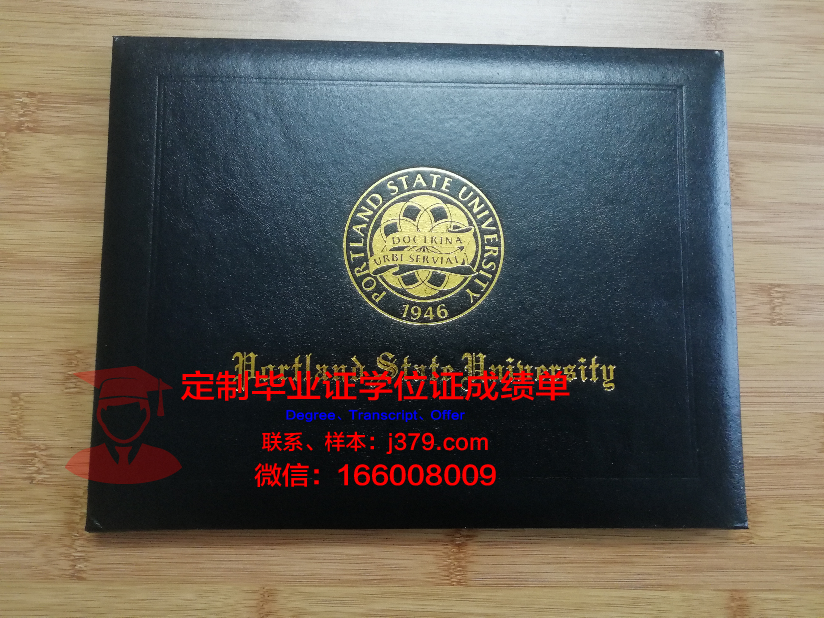 PORTLAND STATE UNIVERSITY
DOCTRINA
URBI SERVIAT
1946
Portland State University
定制毕业证学位证成绩单
Degree、Transcript、Offer
联系、样本：j379.com
微信：166008009